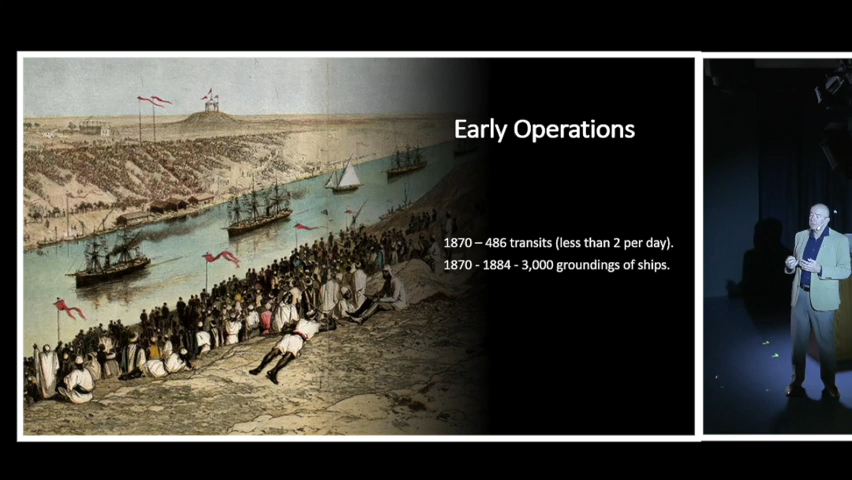 Early Operations
1870 – 486 transits (less than 2 per day).
1870 - 1884 - 3,000 groundings of ships.